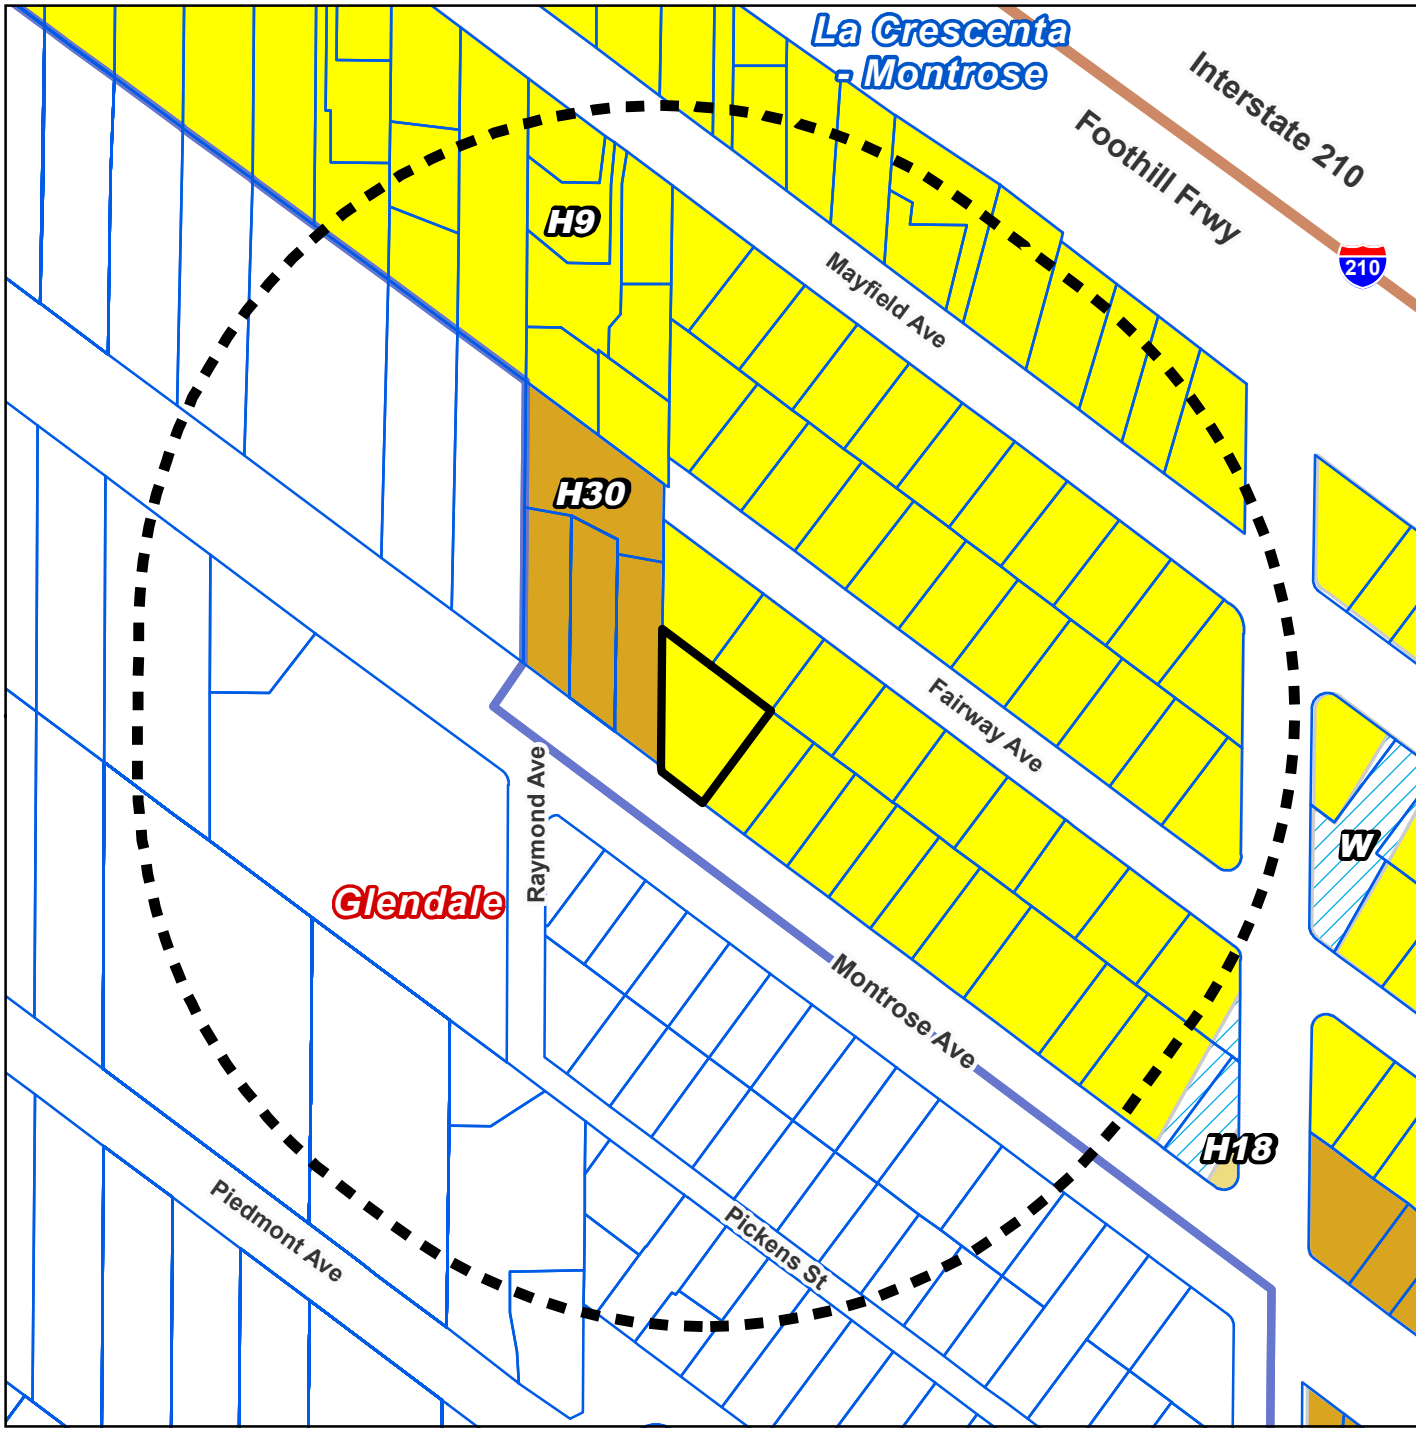 La Crescenta
- Montrose
Interstate 210
Foothill Frwy
210
H9
Mayfield Ave
H30
Fairway Ave
Raymond Ave
W
Glendale
Montrose Ave
H18
Piedmont Ave
Pickens St